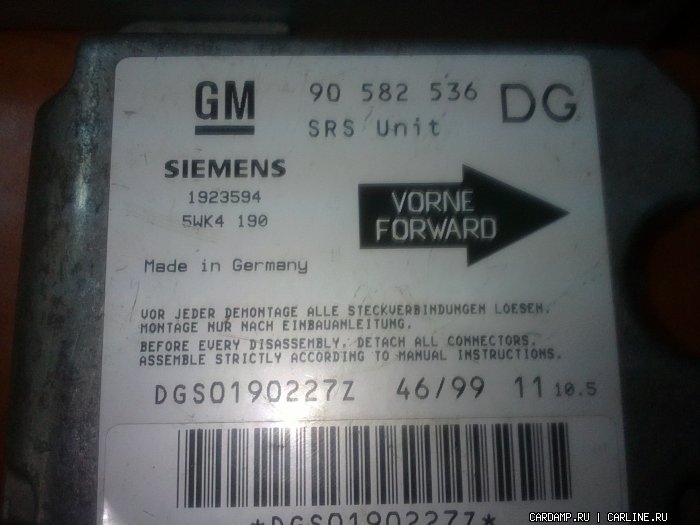 GM
90 582 536 DG
SRS Unit
SIEMENS
1923594
5WK4 190
VORNE
FORWARD
Made in Germany
VOR JEDER DEMONTAGE ALLE STECKVERBINDUNGEN LOESEN.
MONTAGE NUR NACH EINBAUANLEITUNG.
BEFORE EVERY DISASSEMBLY, DETACH ALL CONNECTORS.
ASSEMBLE STRICTLY ACCORDING TO MANUAL INSTRUCTIONS.
DGS0190227Z 46/99 11 10.5
*DGS0190227Z*
CARDAMP.RU | CARLINE.RU